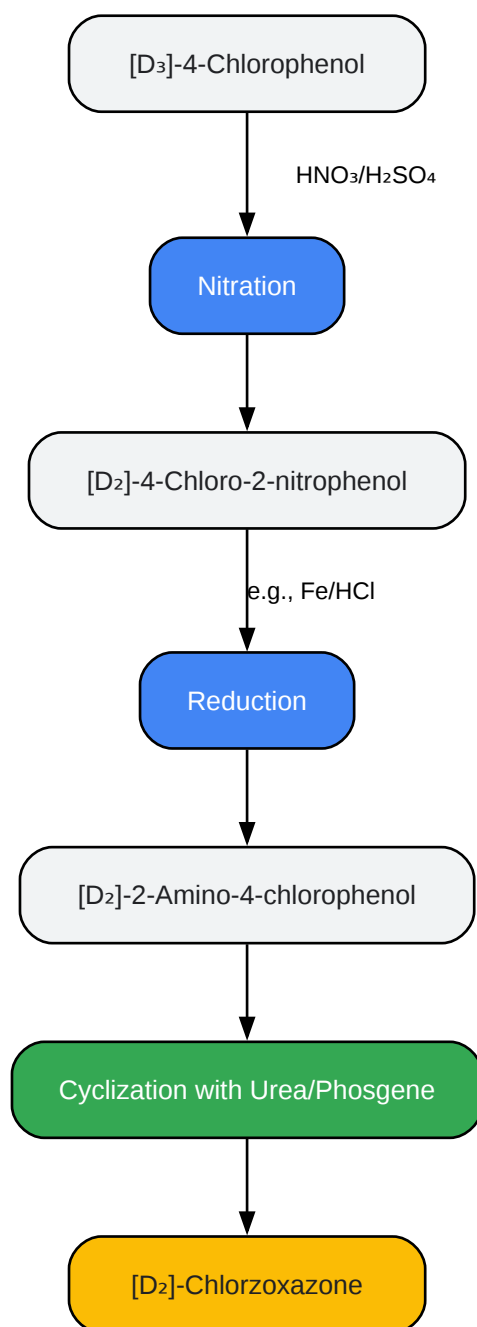 [D₃]-4-Chlorophenol
HNO₃/H₂SO₄
Nitration
[D₂]-4-Chloro-2-nitrophenol
e.g., Fe/HCl
Reduction
[D₂]-2-Amino-4-chlorophenol
Cyclization with Urea/Phosgene
[D₂]-Chlorzoxazone